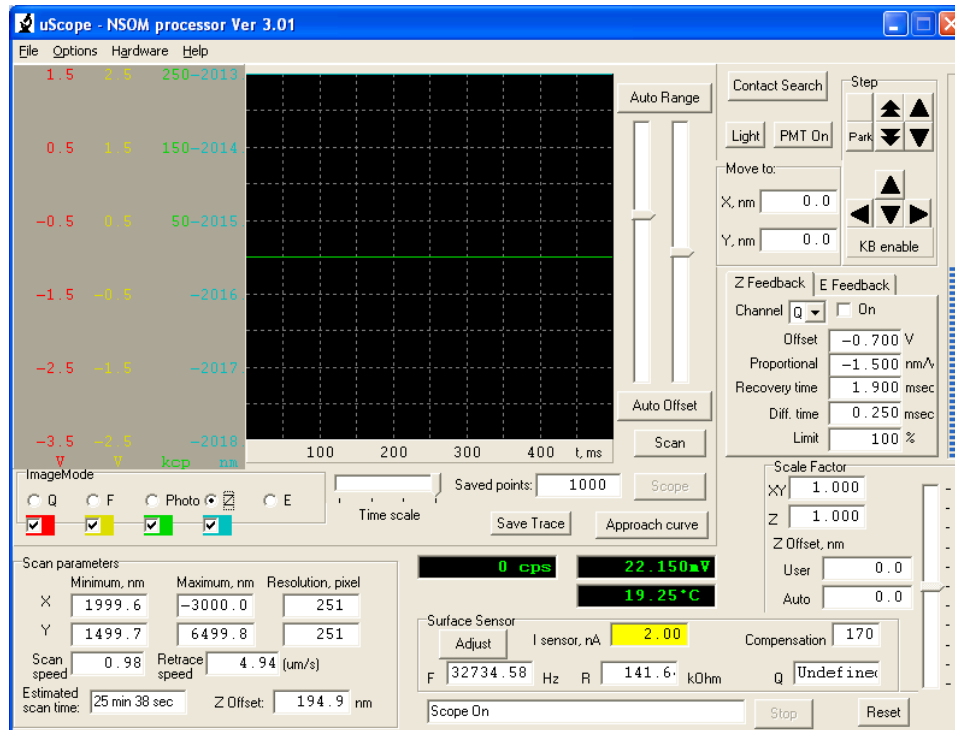 uScope - NSOM processor Ver 3.01
File Options Hardware Help
1.5 2.5 250 -2013
0.5 1.5 150 -2014
-0.5 0.5 50 -2015
-1.5 -0.5 -2016
-2.5 -1.5 -2017
-3.5 -2.5 -2018
V V kcp nm
100 200 300 400 t, ms
Auto Range
Auto Offset
Scan
Contact Search
Light PMT On
Step
Park
Move to:
X, nm 0.0
Y, nm 0.0
KB enable
Z Feedback E Feedback
Channel Q On
Offset -0.700 V
Proportional -1.500 nm/V
Recovery time 1.900 msec
Diff. time 0.250 msec
Limit 100 %
ImageMode
Q F Photo Z E
Time scale
Saved points: 1000 Scope
Save Trace Approach curve
Scale Factor
XY 1.000
Z 1.000
Z Offset, nm
User 0.0
Auto 0.0
Scan parameters
Minimum, nm Maximum, nm Resolution, pixel
X 1999.6 -3000.0 251
Y 1499.7 6499.8 251
Scan speed 0.98 Retrace speed 4.94 (um/s)
Estimated scan time: 25 min 38 sec Z Offset: 194.9 nm
0 cps 22.150mV
19.25°C
Surface Sensor
Adjust I sensor, nA 2.00 Compensation 170
F 32734.58 Hz R 141.6 kOhm Q Undefined
Scope On Stop Reset